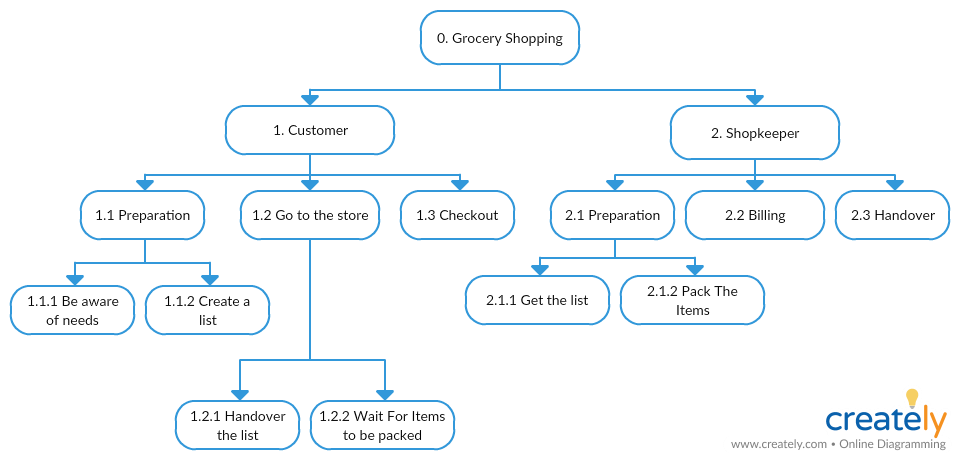 0. Grocery Shopping
1. Customer
2. Shopkeeper
1.1 Preparation
1.2 Go to the store
1.3 Checkout
2.1 Preparation
2.2 Billing
2.3 Handover
1.1.1 Be aware
of needs
1.1.2 Create a
list
2.1.1 Get the list
2.1.2 Pack The
Items
1.2.1 Handover
the list
1.2.2 Wait For Items
to be packed
creately
www.creately.com • Online Diagramming